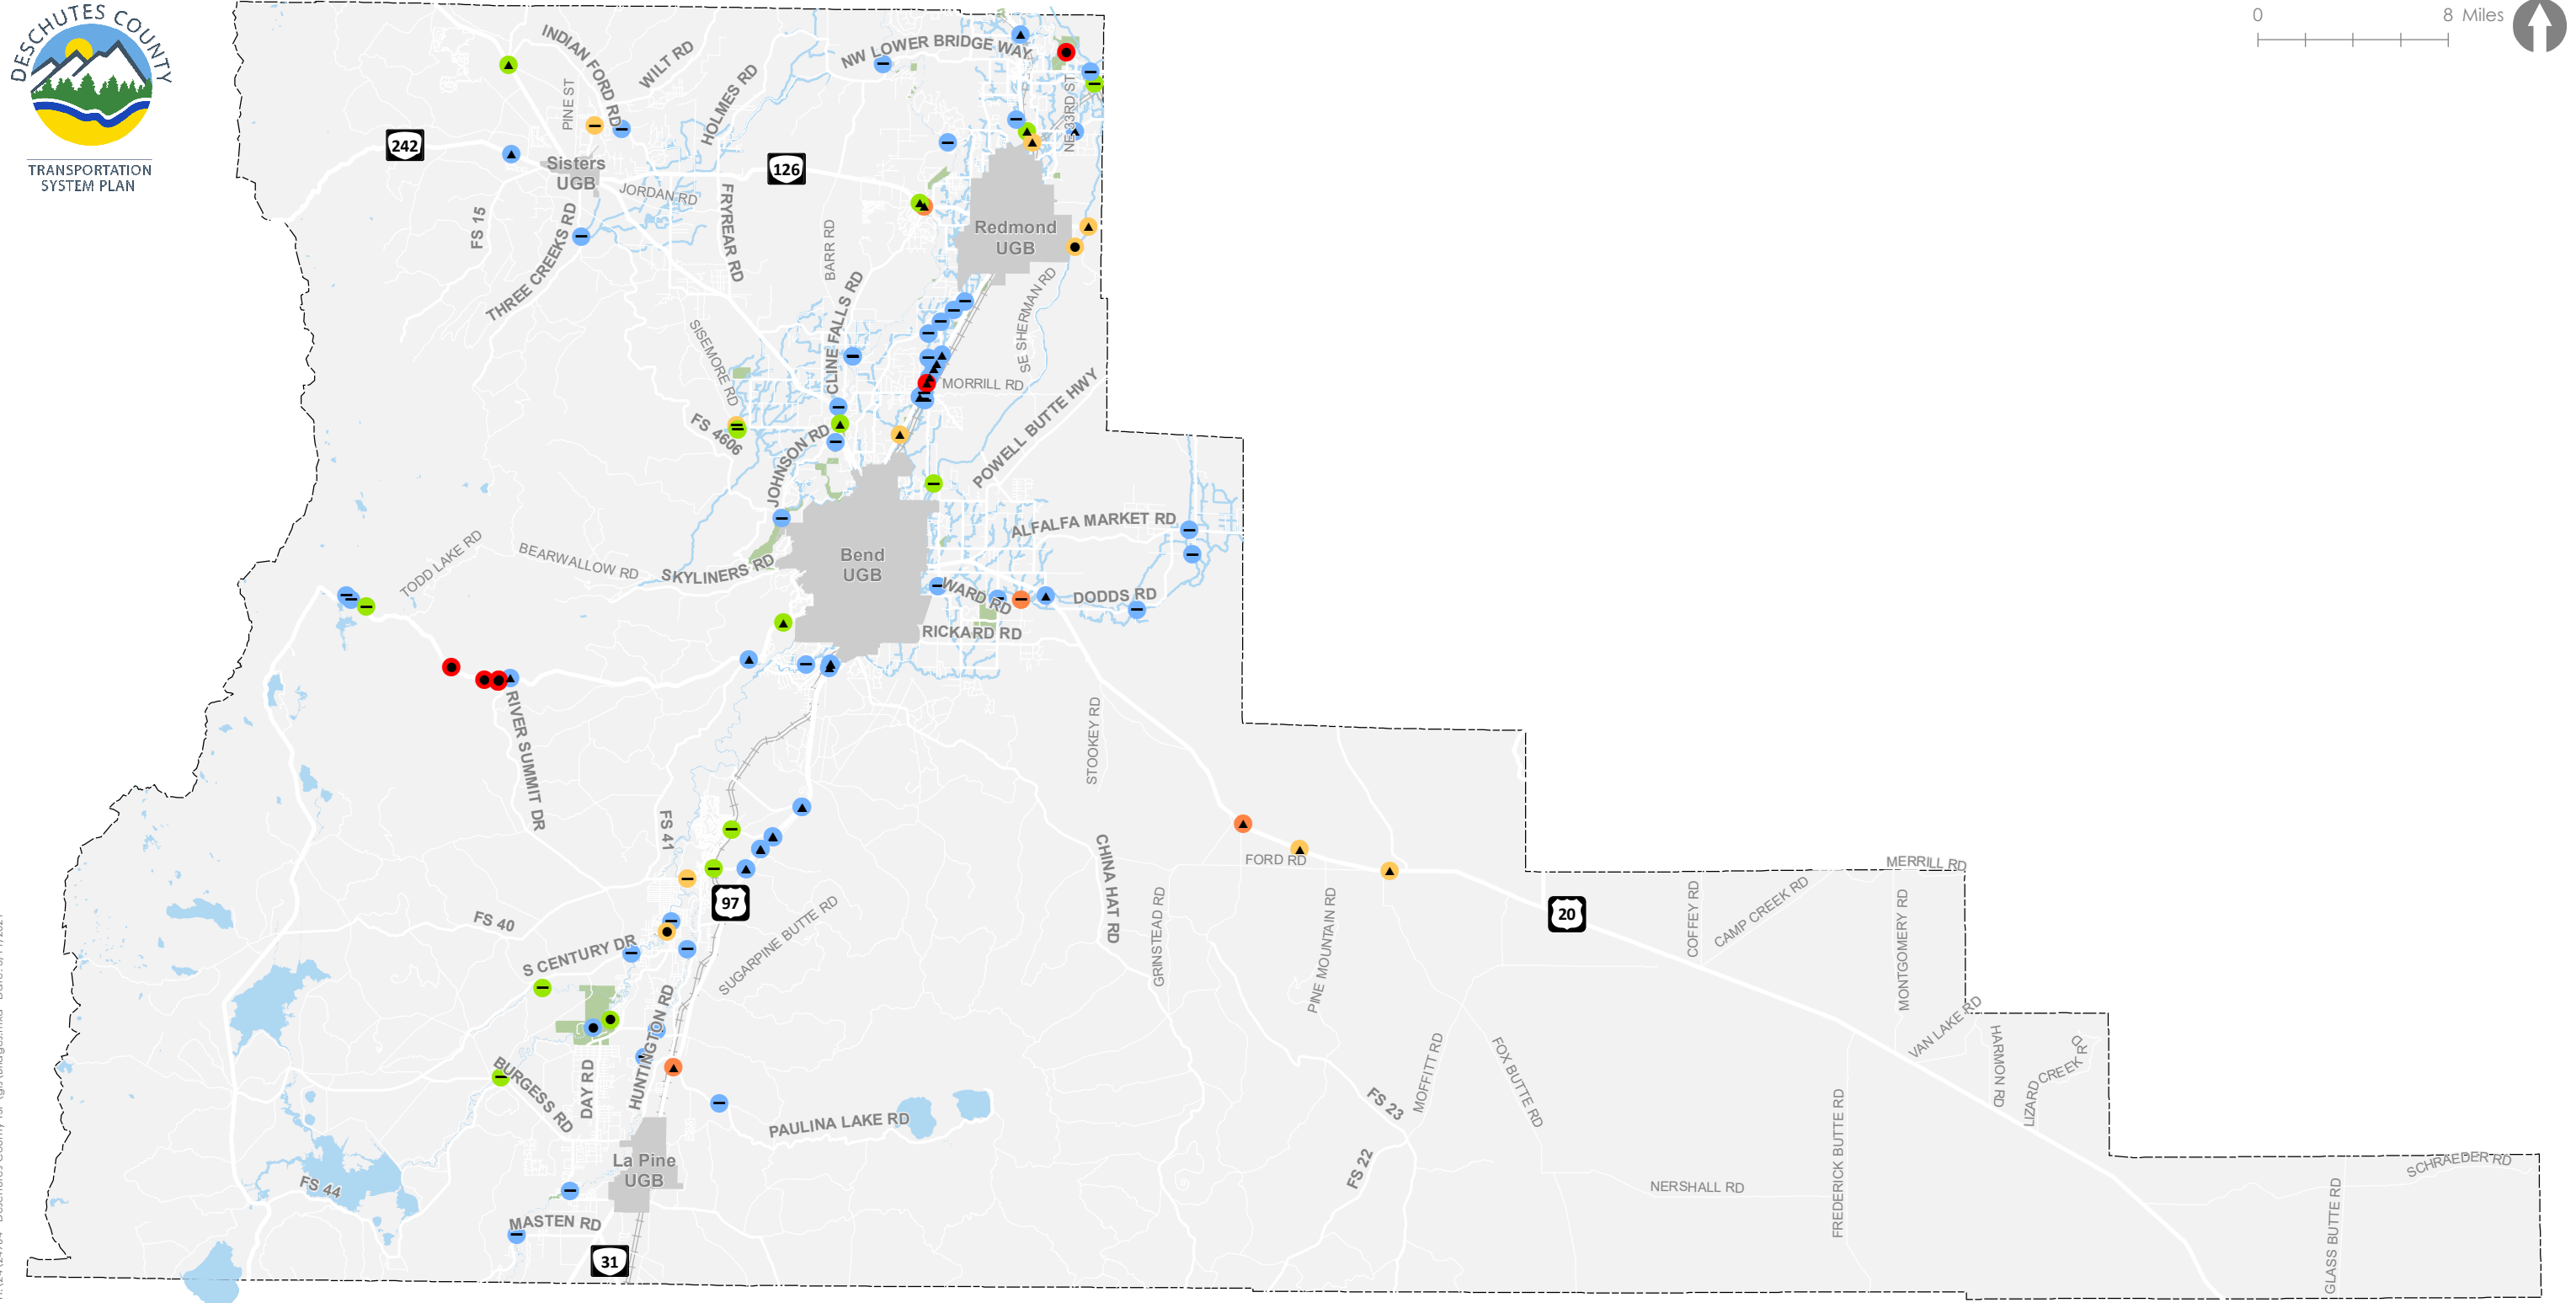 DESCHUTES COUNTY
TRANSPORTATION
SYSTEM PLAN
0
8 Miles
INDIAN FORD RD
WILT RD
PINE ST
HOLMES RD
NW LOWER BRIDGE WAY
NE 33RD ST
242
126
Sisters
UGB
JORDAN RD
FRYREAR RD
FS 15
THREE CREEKS RD
BARR RD
Redmond
UGB
CLINE FALLS RD
SE SHERMAN RD
SISEMORE RD
MORRILL RD
POWELL BUTTE HWY
FS 4606
JOHNSON RD
ALFALFA MARKET RD
TODD LAKE RD
BEARWALLOW RD
SKYLINERS RD
Bend
UGB
WARD RD
DODDS RD
RICKARD RD
RIVER SUMMIT DR
STOOKEY RD
FS 41
CHINA HAT RD
FORD RD
MERRILL RD
97
20
GRINSTEAD RD
PINE MOUNTAIN RD
COFFEY RD
CAMP CREEK RD
MONTGOMERY RD
FS 40
S CENTURY DR
SUGARPINE BUTTE RD
HUNTINGTON RD
VAN LAKE RD
HARMON RD
LIZARD CREEK RD
BURGESS RD
DAY RD
MOFFITT RD
FOX BUTTE RD
FS 23
FREDERICK BUTTE RD
PAULINA LAKE RD
La Pine
UGB
FS 44
FS 22
NERSHALL RD
SCHRAEDER RD
GLASS BUTTE RD
MASTEN RD
31